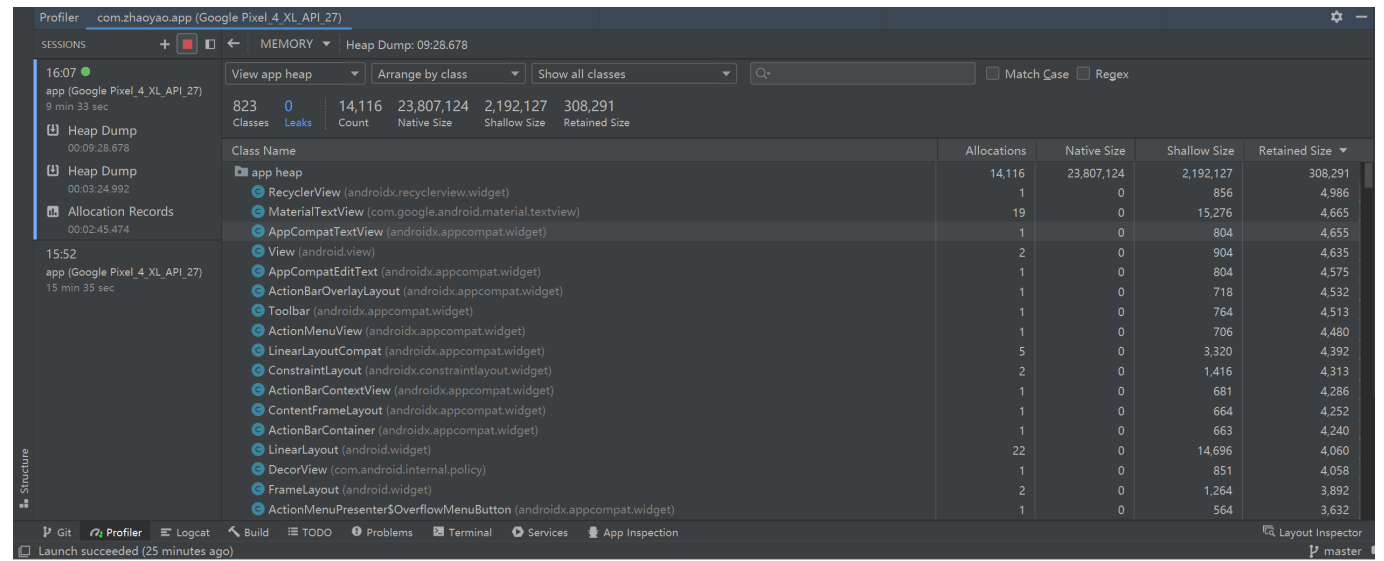 Profiler com.zhaoyao.app (Google Pixel_4_XL_API_27)
SESSIONS
MEMORY Heap Dump: 09:28.678
16:07
app (Google Pixel_4_XL_API_27)
9 min 33 sec
Heap Dump
00:09:28.678
Heap Dump
00:03:24.992
Allocation Records
00:02:45.474
15:52
app (Google Pixel_4_XL_API_27)
15 min 35 sec
View app heap Arrange by class Show all classes Match Case Regex
823 0 14,116 23,807,124 2,192,127 308,291
Classes Leaks Count Native Size Shallow Size Retained Size
Class Name Allocations Native Size Shallow Size Retained Size
app heap 14,116 23,807,124 2,192,127 308,291
RecyclerView (androidx.recyclerview.widget) 1 0 856 4,986
MaterialTextView (com.google.android.material.textview) 19 0 15,276 4,665
AppCompatTextView (androidx.appcompat.widget) 1 0 804 4,655
View (android.view) 2 0 904 4,635
AppCompatEditText (androidx.appcompat.widget) 1 0 804 4,575
ActionBarOverlayLayout (androidx.appcompat.widget) 1 0 718 4,532
Toolbar (androidx.appcompat.widget) 1 0 764 4,513
ActionMenuView (androidx.appcompat.widget) 1 0 706 4,480
LinearLayoutCompat (androidx.appcompat.widget) 5 0 3,320 4,392
ConstraintLayout (androidx.constraintlayout.widget) 2 0 1,416 4,313
ActionBarContextView (androidx.appcompat.widget) 1 0 681 4,286
ContentFrameLayout (androidx.appcompat.widget) 1 0 664 4,252
ActionBarContainer (androidx.appcompat.widget) 1 0 663 4,240
LinearLayout (android.widget) 22 0 14,696 4,060
DecorView (com.android.internal.policy) 1 0 851 4,058
FrameLayout (android.widget) 2 0 1,264 3,892
ActionMenuPresenter$OverflowMenuButton (androidx.appcompat.widget) 1 0 564 3,632
Structure
Git Profiler Logcat Build TODO Problems Terminal Services App Inspection Layout Inspector
Launch succeeded (25 minutes ago) master